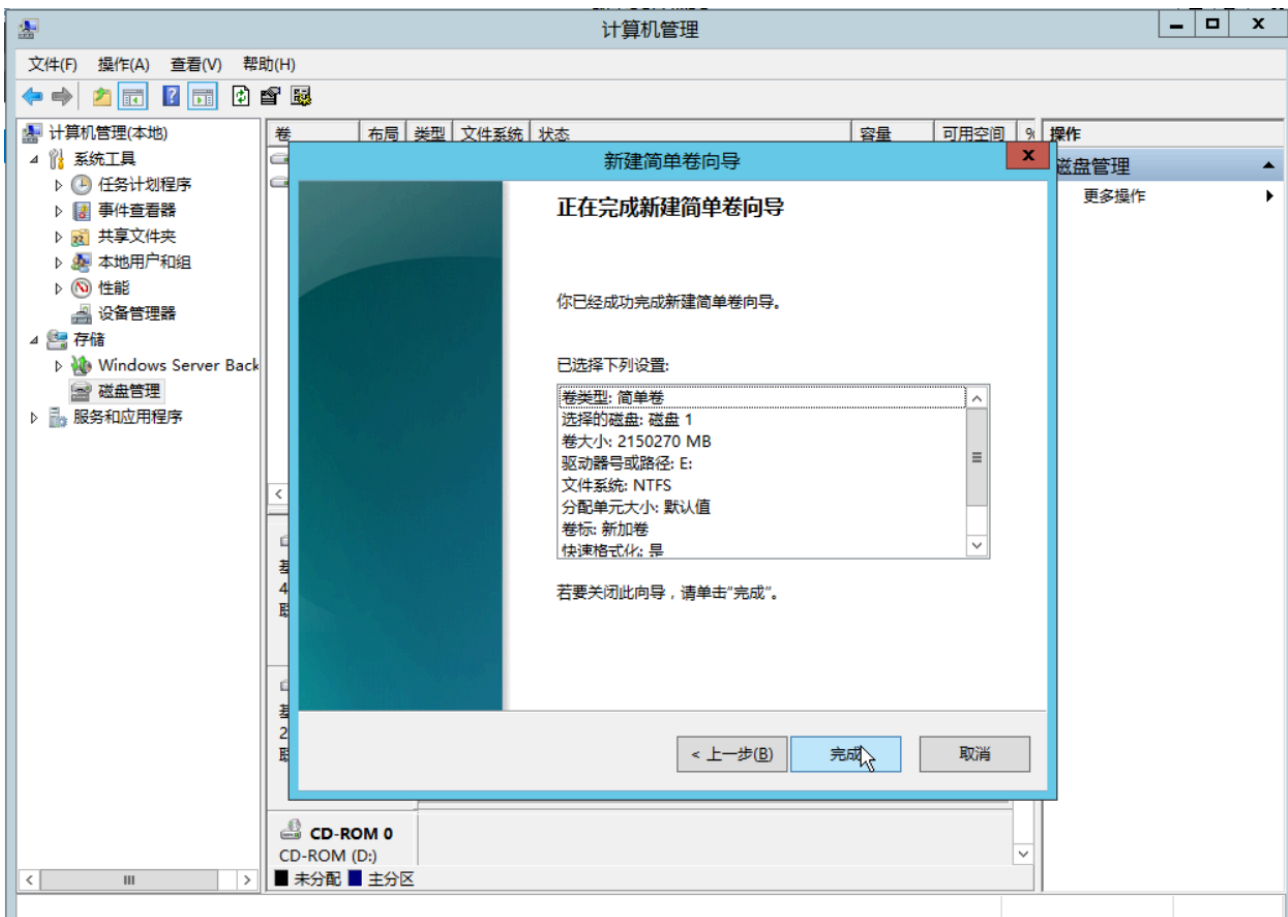 计算机管理
文件(F) 操作(A) 查看(V) 帮助(H)
计算机管理(本地)
系统工具
任务计划程序
事件查看器
共享文件夹
本地用户和组
性能
设备管理器
存储
Windows Server Back
磁盘管理
服务和应用程序
卷 布局 类型 文件系统 状态 容量 可用空间 %
操作
磁盘管理
更多操作
新建简单卷向导
正在完成新建简单卷向导
你已经成功完成新建简单卷向导。
已选择下列设置:
卷类型: 简单卷
选择的磁盘: 磁盘 1
卷大小: 2150270 MB
驱动器号或路径: E:
文件系统: NTFS
分配单元大小: 默认值
卷标: 新加卷
快速格式化: 是
若要关闭此向导，请单击"完成"。
< 上一步(B) 完成 取消
4
2
CD-ROM 0
CD-ROM (D:)
未分配 主分区